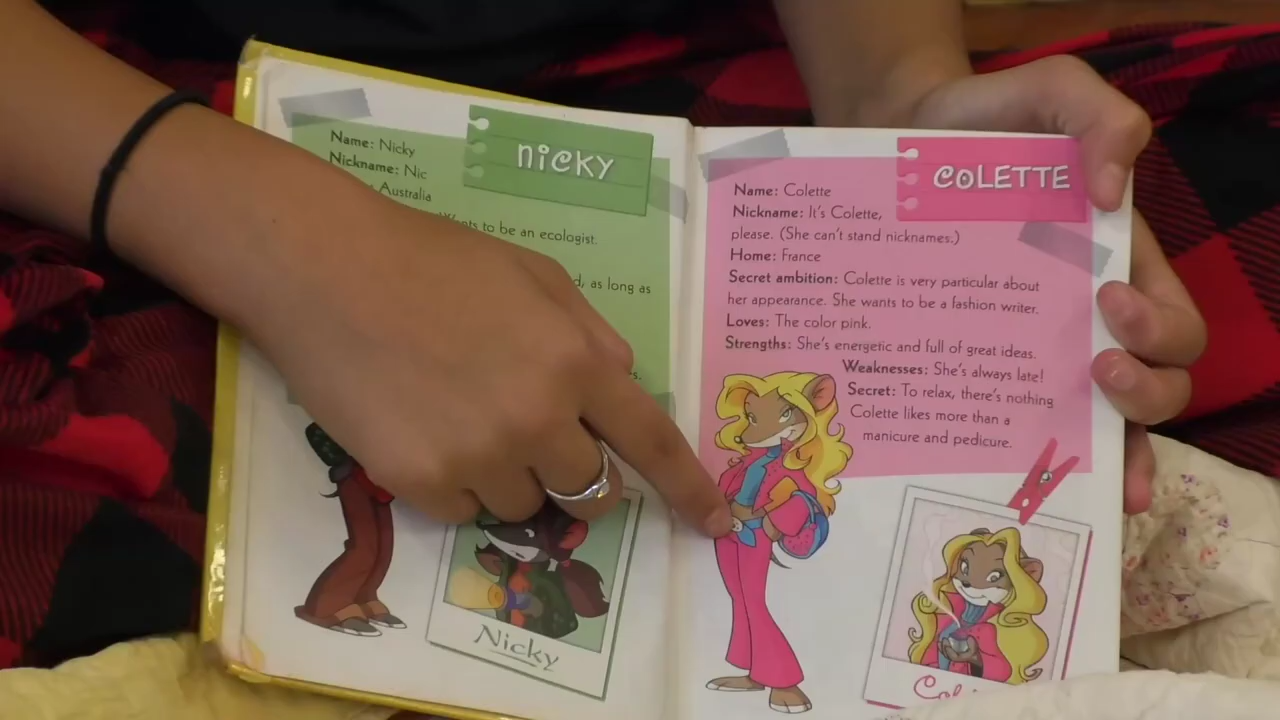 nicky
Name: Nicky
Nickname: Nic
Australia
to be an ecologist.
as long as
Nicky
COLETTE
Name: Colette
Nickname: It's Colette,
please. (She can't stand nicknames.)
Home: France
Secret ambition: Colette is very particular about
her appearance. She wants to be a fashion writer.
Loves: The color pink.
Strengths: She's energetic and full of great ideas.
Weaknesses: She's always late!
Secret: To relax, there's nothing
Colette likes more than a
manicure and pedicure.